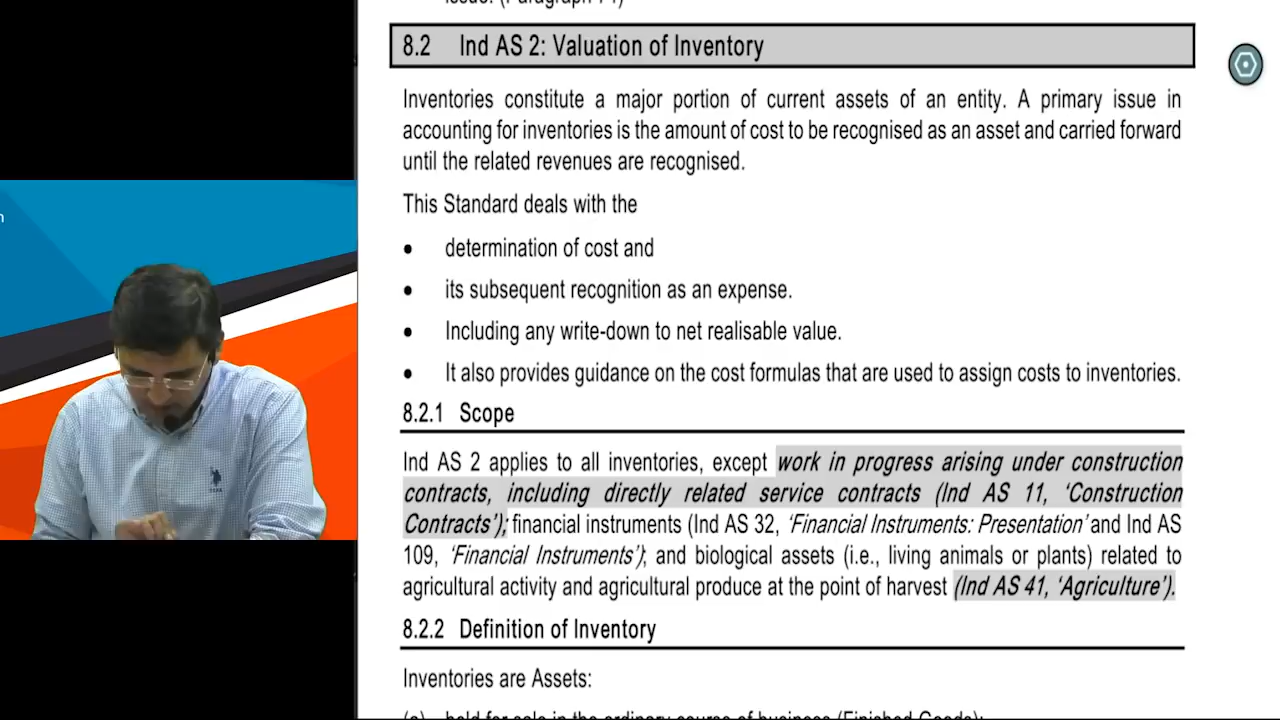 8.2 Ind AS 2: Valuation of Inventory
Inventories constitute a major portion of current assets of an entity. A primary issue in
accounting for inventories is the amount of cost to be recognised as an asset and carried forward
until the related revenues are recognised.
This Standard deals with the
• determination of cost and
• its subsequent recognition as an expense.
• Including any write-down to net realisable value.
• It also provides guidance on the cost formulas that are used to assign costs to inventories.
8.2.1 Scope
Ind AS 2 applies to all inventories, except work in progress arising under construction
contracts, including directly related service contracts (Ind AS 11, ‘Construction
Contracts’); financial instruments (Ind AS 32, ‘Financial Instruments: Presentation’ and Ind AS
109, ‘Financial Instruments’); and biological assets (i.e., living animals or plants) related to
agricultural activity and agricultural produce at the point of harvest (Ind AS 41, ‘Agriculture’).
8.2.2 Definition of Inventory
Inventories are Assets: